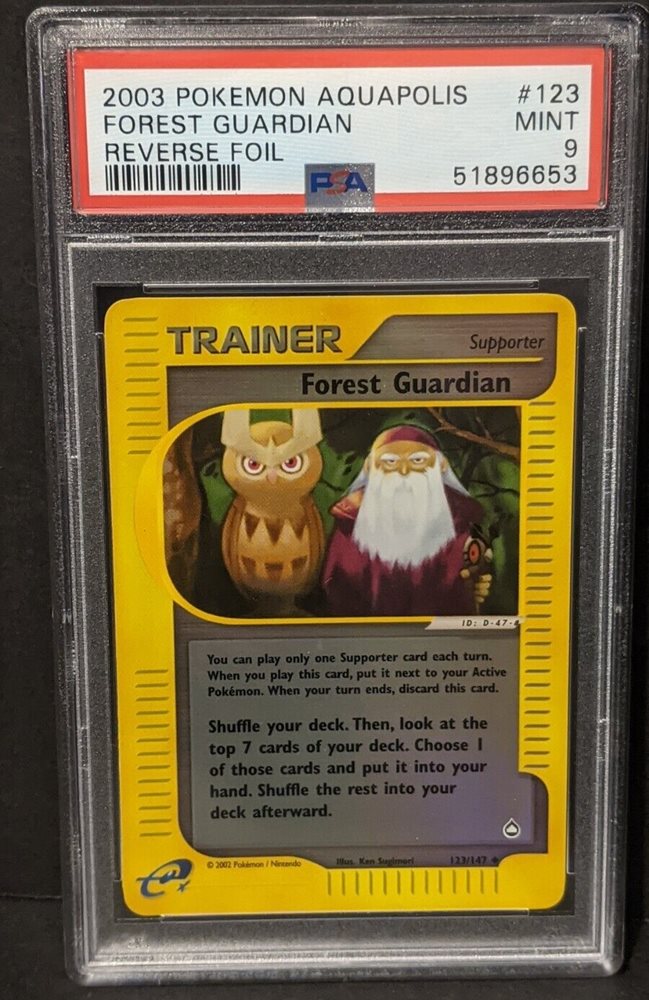 2003 POKEMON AQUAPOLIS #123
FOREST GUARDIAN MINT
REVERSE FOIL 9
PSA 51896653
TRAINER Supporter
Forest Guardian
ID: D-47-#
You can play only one Supporter card each turn.
When you play this card, put it next to your Active
Pokémon. When your turn ends, discard this card.
Shuffle your deck. Then, look at the
top 7 cards of your deck. Choose 1
of those cards and put it into your
hand. Shuffle the rest into your
deck afterward.
© 2002 Pokémon / Nintendo Illus. Ken Sugimori 123/147
e